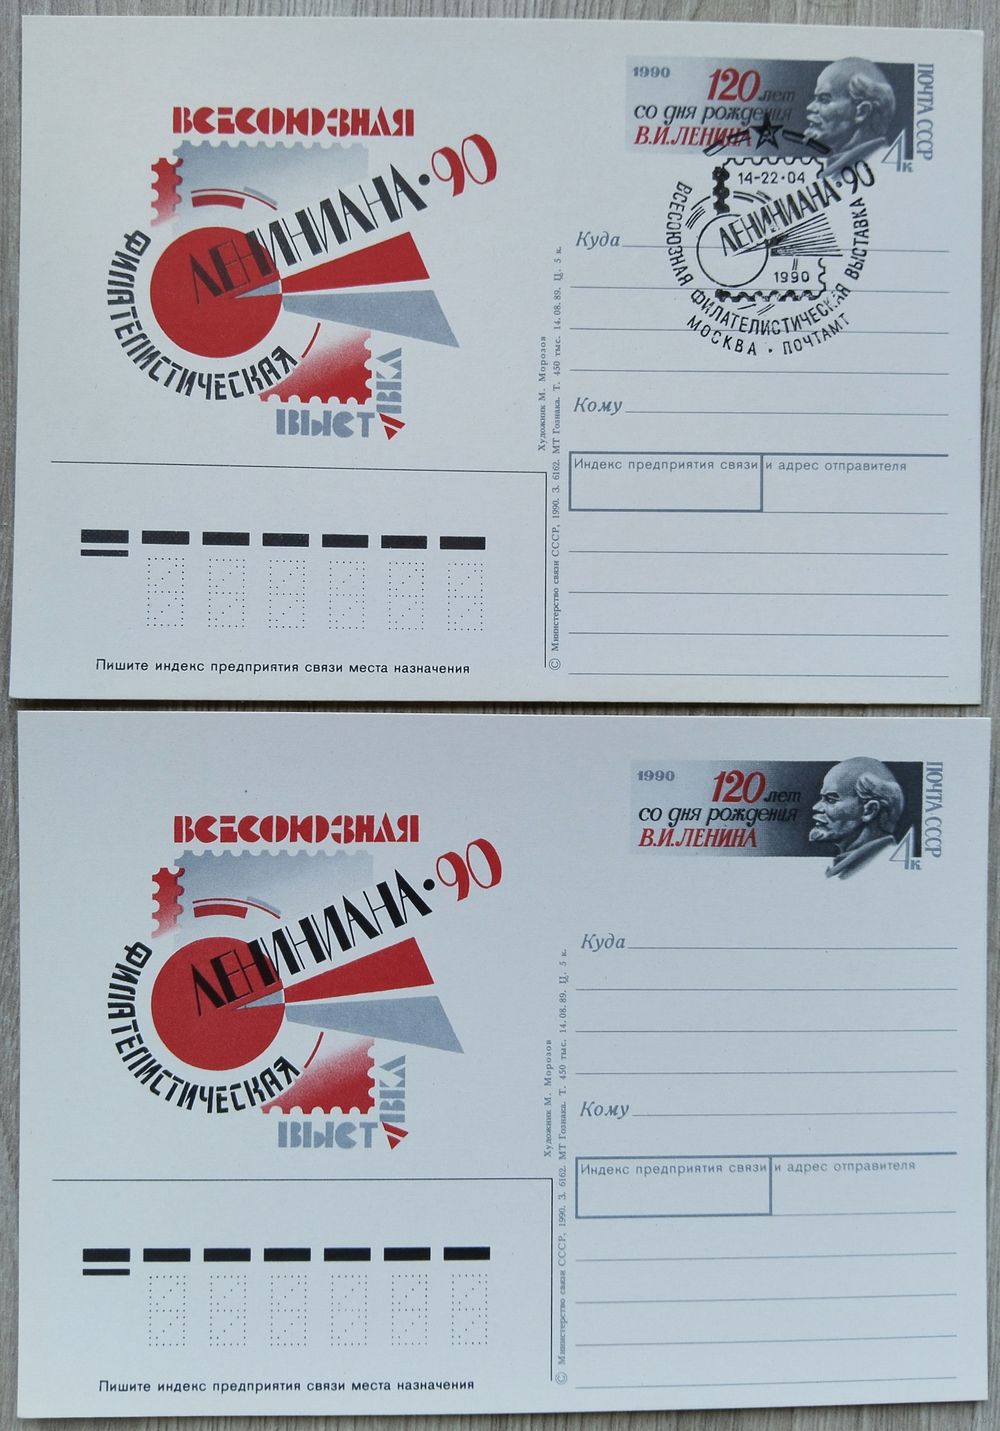 ВСЕСОЮЗНАЯ
ЛЕНИНИАНА·90
ФИЛАТЕЛИСТИЧЕСКАЯ
ВЫСТАВКА
1990
120 лет
со дня рождения
В.И.ЛЕНИНА
ПОЧТА СССР
4к
14-22·04
ЛЕНИНИАНА·90
1990
ВСЕСОЮЗНАЯ ФИЛАТЕЛИСТИЧЕСКАЯ ВЫСТАВКА
МОСКВА · ПОЧТАМТ
Куда
Кому
Индекс предприятия связи и адрес отправителя
Художник М. Морозов
© Министерство связи СССР, 1990. З. 6162. МТ Гознака. Т. 450 тыс. 14.08.89. Ц. 5 к.
Пишите индекс предприятия связи места назначения
ВСЕСОЮЗНАЯ
ЛЕНИНИАНА·90
ФИЛАТЕЛИСТИЧЕСКАЯ
ВЫСТАВКА
1990
120 лет
со дня рождения
В.И.ЛЕНИНА
ПОЧТА СССР
4к
Куда
Кому
Индекс предприятия связи и адрес отправителя
Художник М. Морозов
© Министерство связи СССР, 1990. З. 6162. МТ Гознака. Т. 450 тыс. 14.08.89. Ц. 5 к.
Пишите индекс предприятия связи места назначения